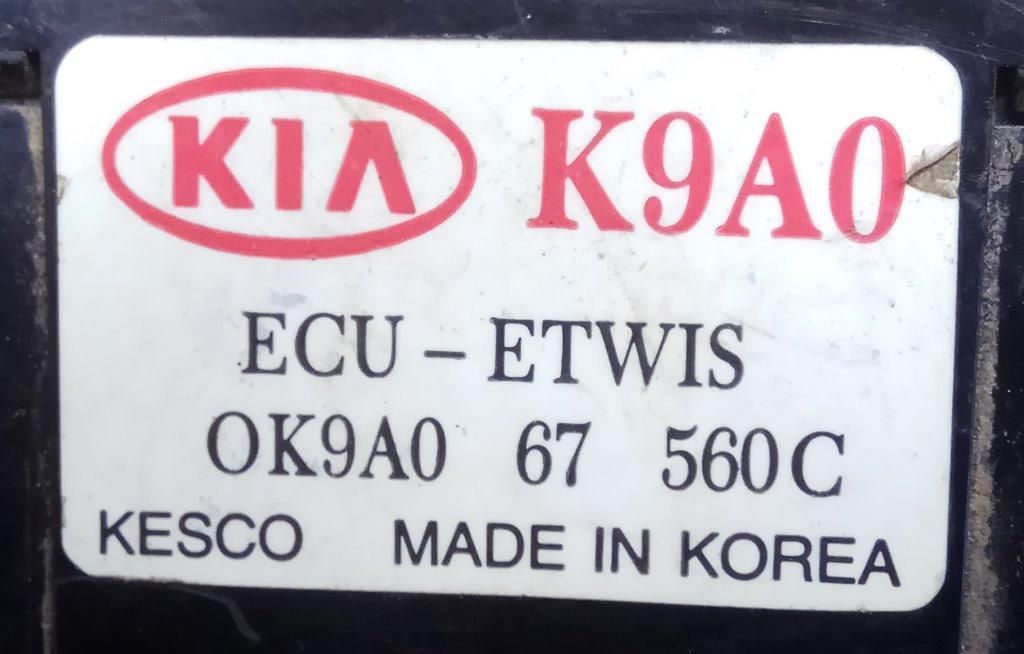 KIA K9A0
ECU - ETWIS
OK9A0 67 560C
KESCO MADE IN KOREA